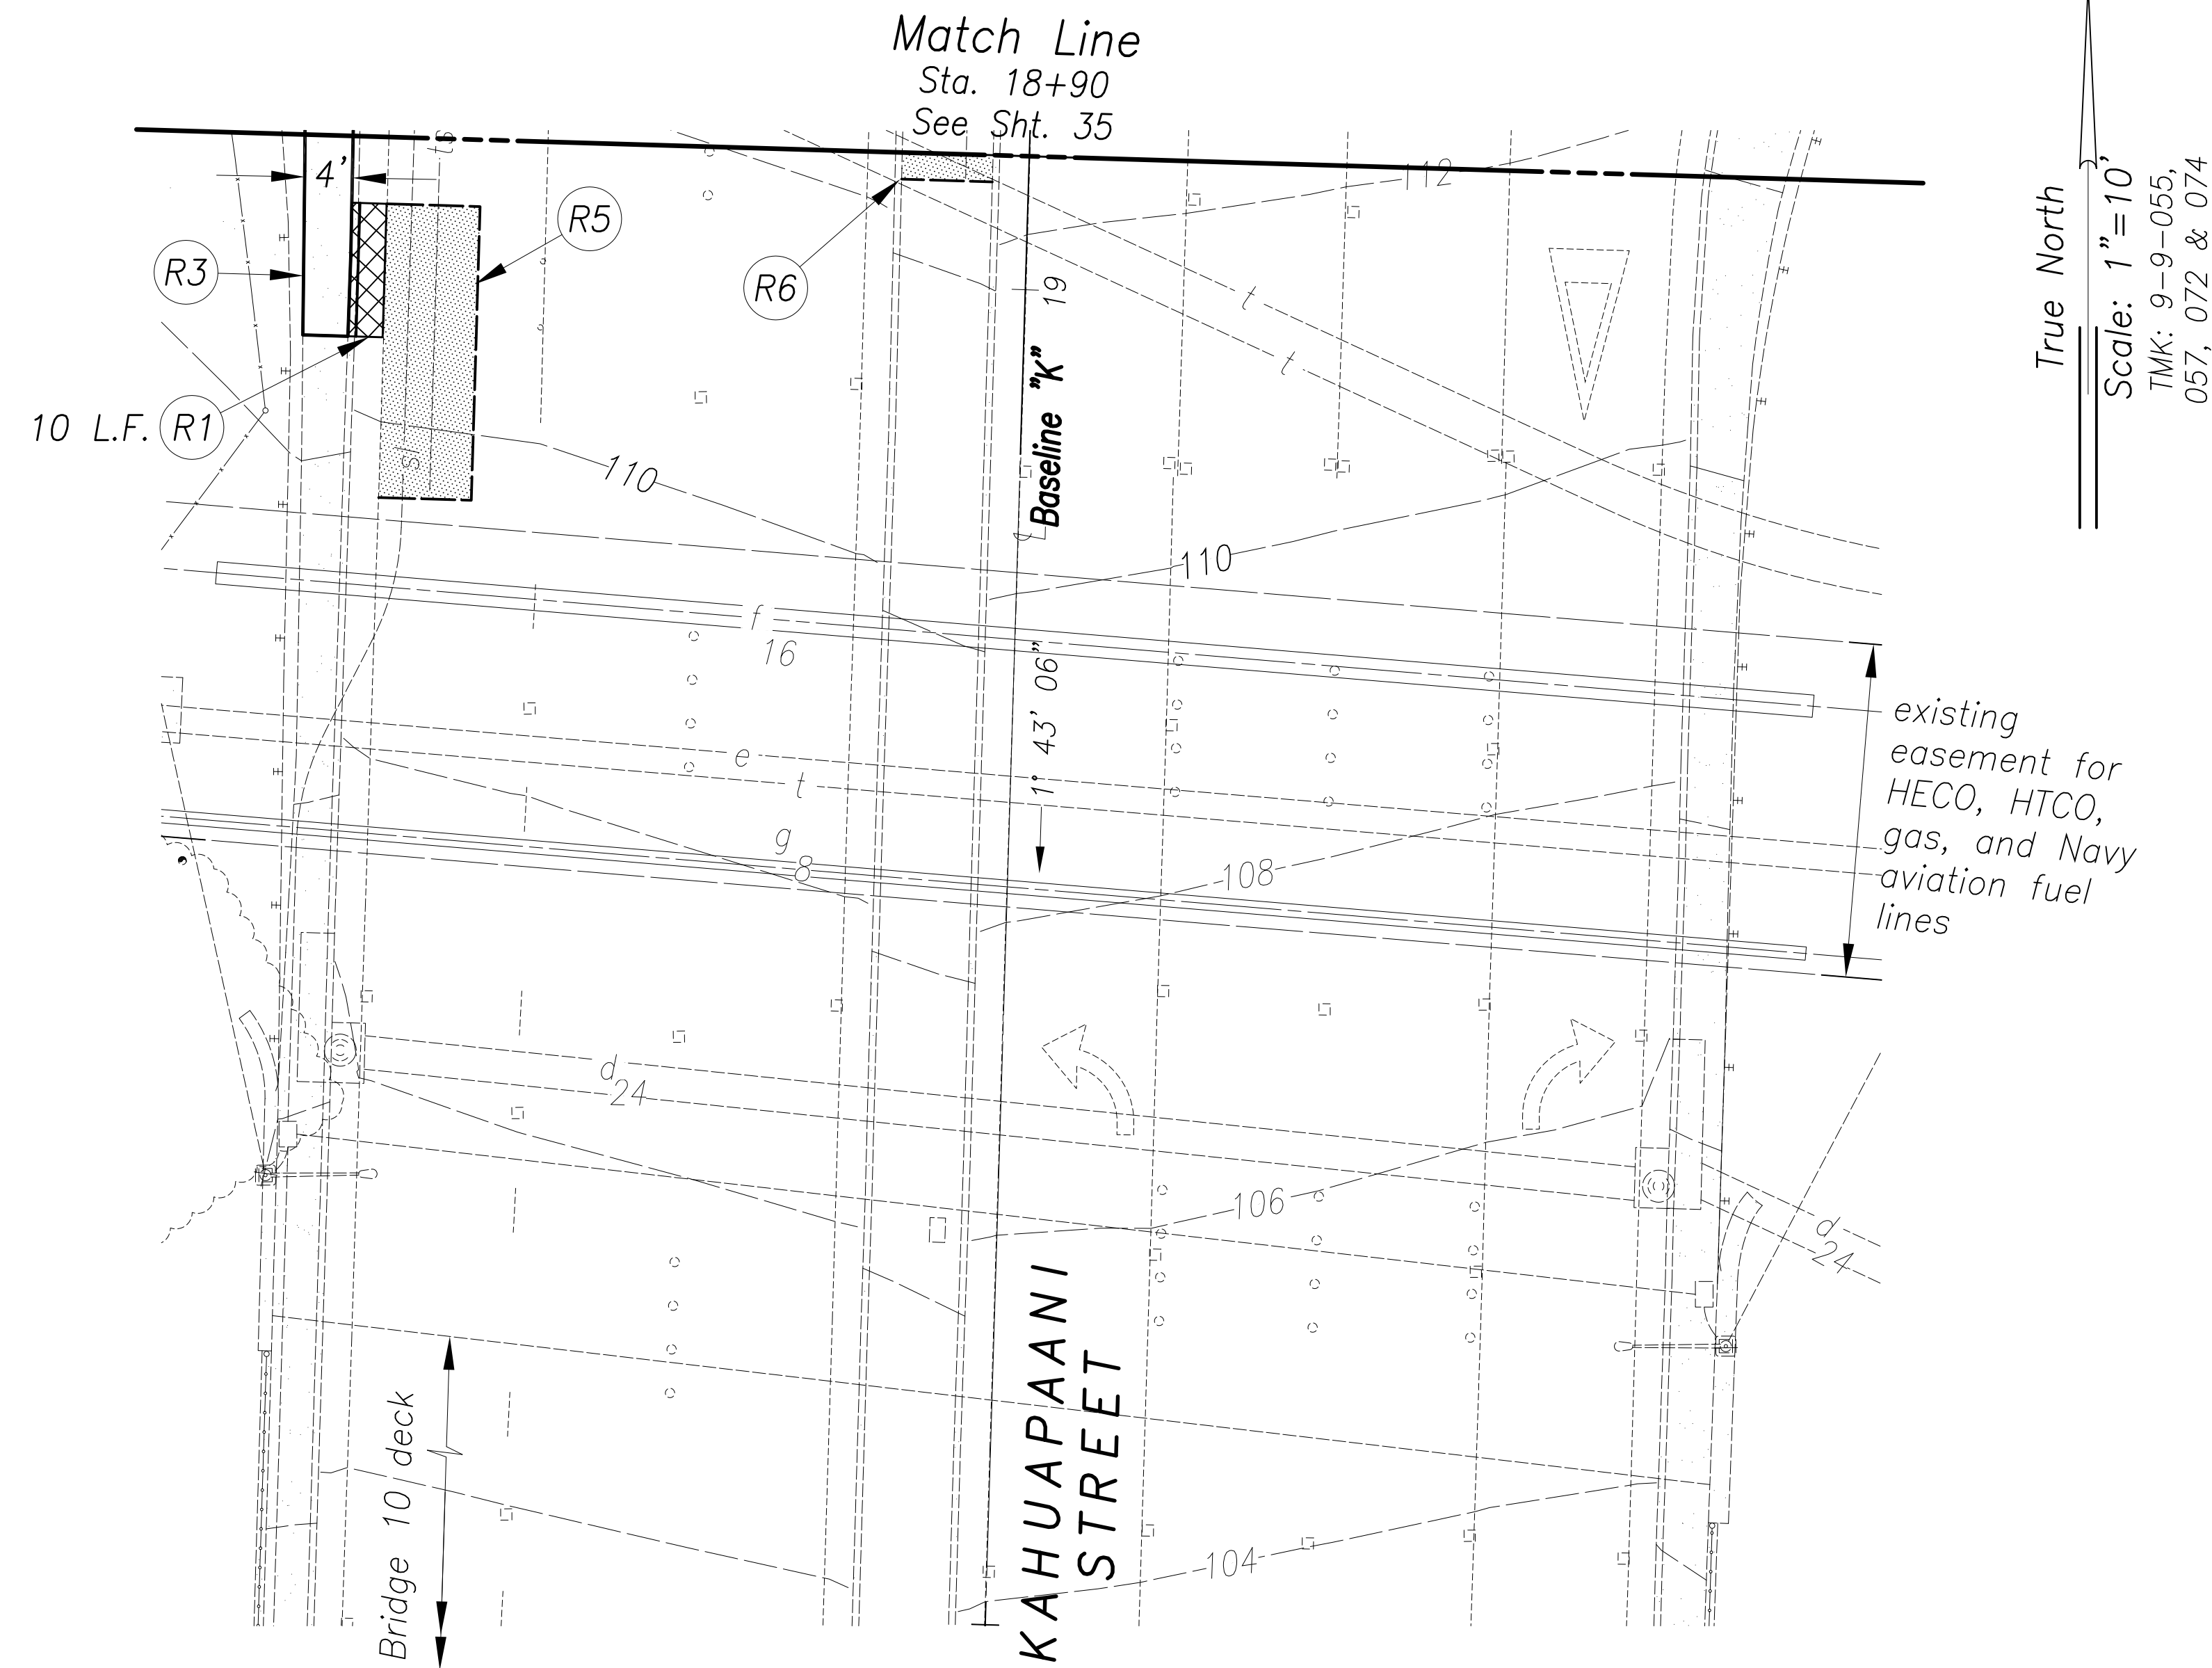 Match Line
Sta. 18+90
See Sht. 35
ts
4'
R3
R5
R6
10 L.F. R1
sl
110
112
t
t
19
Baseline "K"
110
f
16
1° 43' 06"
e
t
g
8
108
existing
easement for
HECO, HTCO,
gas, and Navy
aviation fuel
lines
d
24
106
d
24
104
Bridge 10 deck
KAHUAPAANI
STREET
True North
Scale: 1"=10'
TMK: 9-9-055,
057, 072 & 074